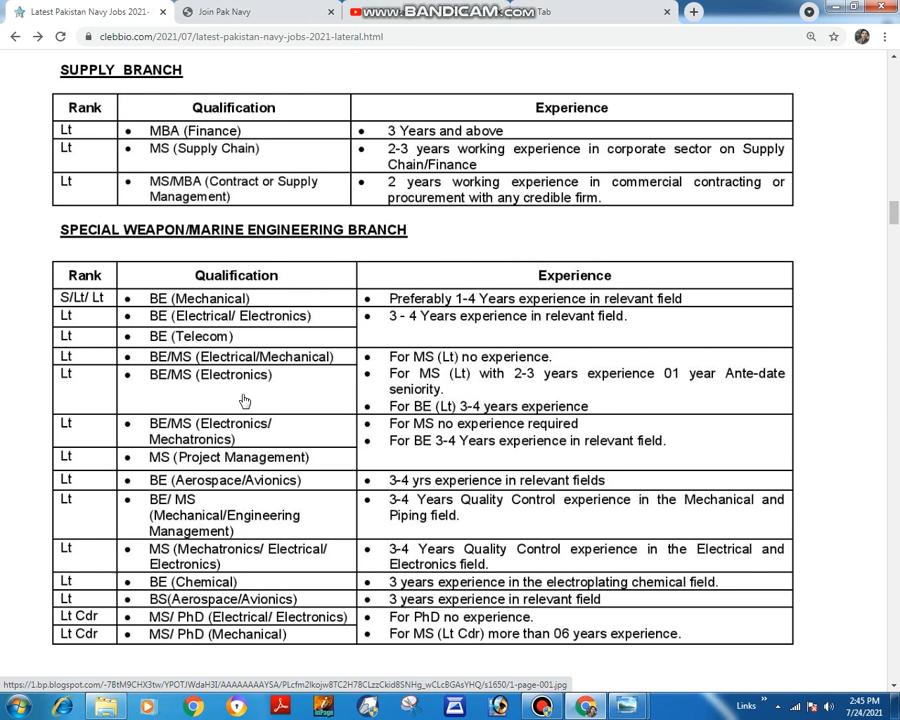 Latest Pakistan Navy Jobs 2021-
Join Pak Navy
WWW.BANDICAM.COM
Tab
clebbio.com/2021/07/latest-pakistan-navy-jobs-2021-lateral.html
SUPPLY BRANCH
Rank Qualification Experience
Lt • MBA (Finance) • 3 Years and above
Lt • MS (Supply Chain) • 2-3 years working experience in corporate sector on Supply
Chain/Finance
Lt • MS/MBA (Contract or Supply • 2 years working experience in commercial contracting or
Management) procurement with any credible firm.
SPECIAL WEAPON/MARINE ENGINEERING BRANCH
Rank Qualification Experience
S/Lt/ Lt • BE (Mechanical) • Preferably 1-4 Years experience in relevant field
Lt • BE (Electrical/ Electronics) • 3 - 4 Years experience in relevant field.
Lt • BE (Telecom)
Lt • BE/MS (Electrical/Mechanical) • For MS (Lt) no experience.
Lt • BE/MS (Electronics) • For MS (Lt) with 2-3 years experience 01 year Ante-date
seniority.
• For BE (Lt) 3-4 years experience
Lt • BE/MS (Electronics/ • For MS no experience required
Mechatronics) • For BE 3-4 Years experience in relevant field.
Lt • MS (Project Management)
Lt • BE (Aerospace/Avionics) • 3-4 yrs experience in relevant fields
Lt • BE/ MS • 3-4 Years Quality Control experience in the Mechanical and
(Mechanical/Engineering Piping field.
Management)
Lt • MS (Mechatronics/ Electrical/ • 3-4 Years Quality Control experience in the Electrical and
Electronics) Electronics field.
Lt • BE (Chemical) • 3 years experience in the electroplating chemical field.
Lt • BS(Aerospace/Avionics) • 3 years experience in relevant field
Lt Cdr • MS/ PhD (Electrical/ Electronics) • For PhD no experience.
Lt Cdr • MS/ PhD (Mechanical) • For MS (Lt Cdr) more than 06 years experience.
Links
2:45 PM
7/24/2021